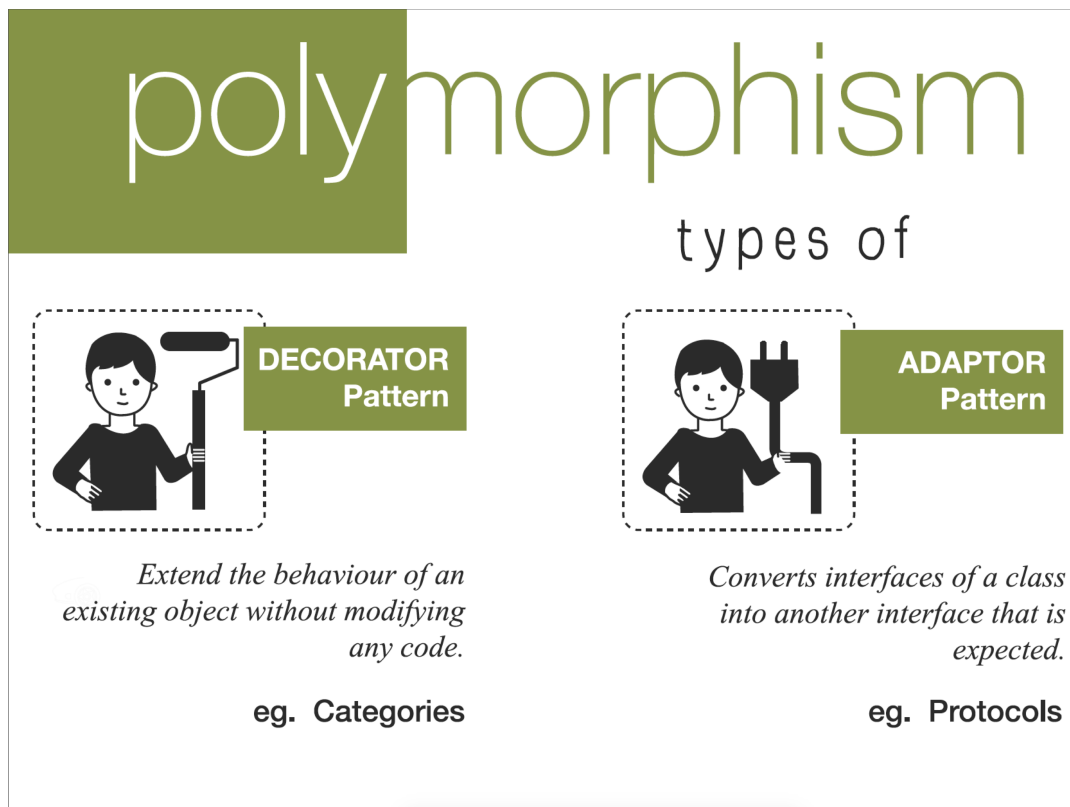 polymorphism
types of
DECORATOR
Pattern
Extend the behaviour of an
existing object without modifying
any code.
eg. Categories
ADAPTOR
Pattern
Converts interfaces of a class
into another interface that is
expected.
eg. Protocols